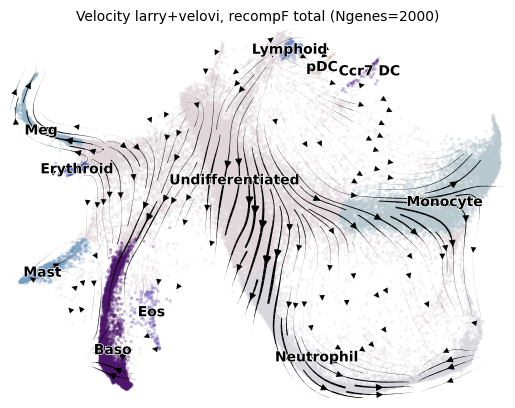 Velocity larry+velovi, recompF total (Ngenes=2000)
Lymphoid
pDC
Ccr7 DC
Meg
Erythroid
Undifferentiated
Monocyte
Mast
Eos
Baso
Neutrophil